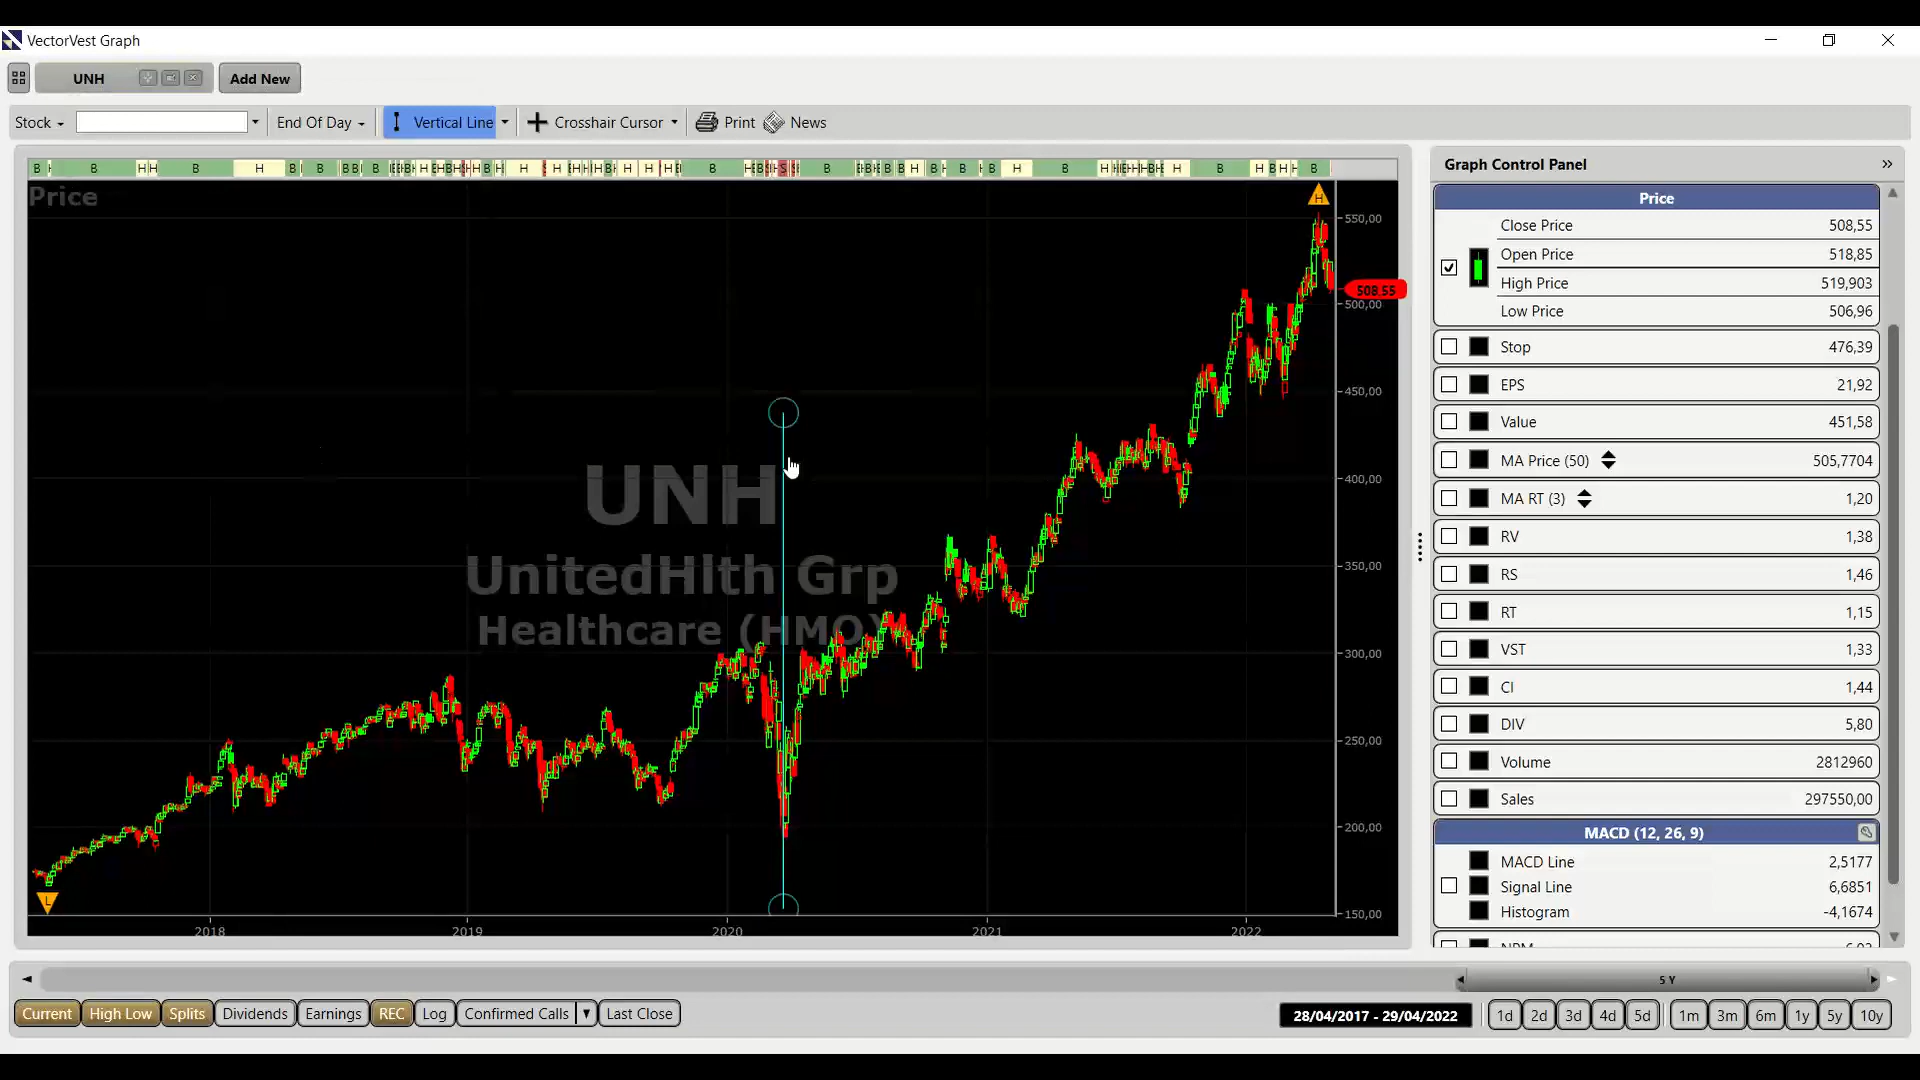 VectorVest Graph
UNH
Add New
Stock
End Of Day
Vertical Line
Crosshair Cursor
Print
News
B H B H H B H B B B B B H H H H H H B H B S B B B H B B H B H H B H B H B
Price
H
550,00
508,55
500,00
450,00
400,00
350,00
300,00
250,00
200,00
150,00
UNH
UnitedHlth Grp
Healthcare (HMO)
L
2018 2019 2020 2021 2022
Graph Control Panel
Price
Close Price 508,55
Open Price 518,85
High Price 519,903
Low Price 506,96
Stop 476,39
EPS 21,92
Value 451,58
MA Price (50) 505,7704
MA RT (3) 1,20
RV 1,38
RS 1,46
RT 1,15
VST 1,33
CI 1,44
DIV 5,80
Volume 2812960
Sales 297550,00
MACD (12, 26, 9)
MACD Line 2,5177
Signal Line 6,6851
Histogram -4,1674
5 Y
Current High Low Splits Dividends Earnings REC Log Confirmed Calls Last Close
28/04/2017 - 29/04/2022
1d 2d 3d 4d 5d 1m 3m 6m 1y 5y 10y